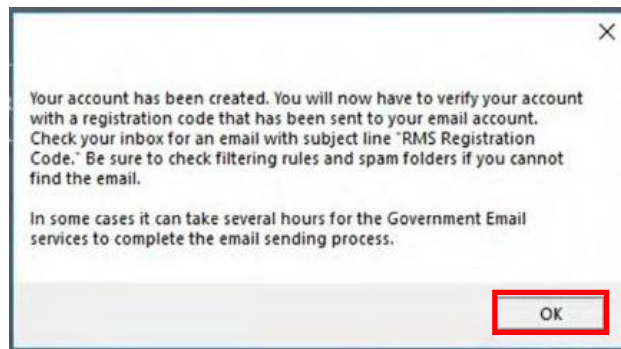 Your account has been created. You will now have to verify your account
with a registration code that has been sent to your email account.
Check your inbox for an email with subject line "RMS Registration
Code." Be sure to check filtering rules and spam folders if you cannot
find the email.
In some cases it can take several hours for the Government Email
services to complete the email sending process.
OK